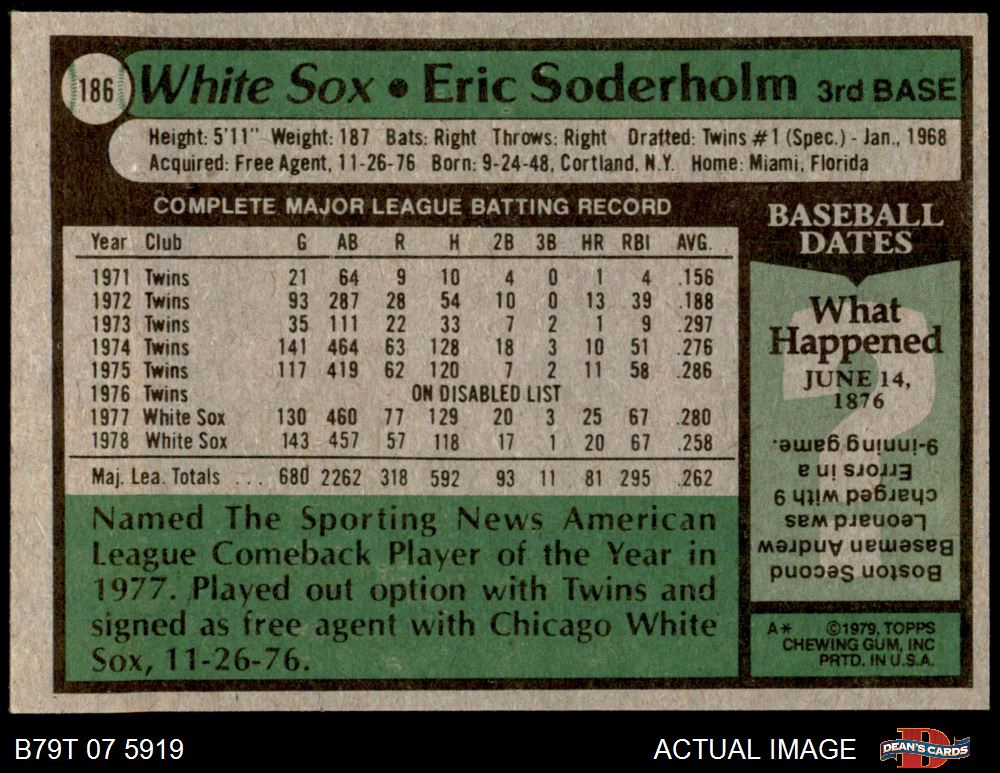 186 White Sox • Eric Soderholm 3rd BASE
Height: 5'11" Weight: 187 Bats: Right Throws: Right Drafted: Twins #1 (Spec.) - Jan., 1968
Acquired: Free Agent, 11-26-76 Born: 9-24-48, Cortland, N.Y. Home: Miami, Florida
COMPLETE MAJOR LEAGUE BATTING RECORD
Year Club G AB R H 2B 3B HR RBI AVG.
1971 Twins 21 64 9 10 4 0 1 4 .156
1972 Twins 93 287 28 54 10 0 13 39 .188
1973 Twins 35 111 22 33 7 2 1 9 .297
1974 Twins 141 464 63 128 18 3 10 51 .276
1975 Twins 117 419 62 120 7 2 11 58 .286
1976 Twins ON DISABLED LIST
1977 White Sox 130 460 77 129 20 3 25 67 .280
1978 White Sox 143 457 57 118 17 1 20 67 .258
Maj. Lea. Totals ... 680 2262 318 592 93 11 81 295 .262
Named The Sporting News American
League Comeback Player of the Year in
1977. Played out option with Twins and
signed as free agent with Chicago White
Sox, 11-26-76.
BASEBALL
DATES
What
Happened
JUNE 14,
1876
?
Boston Second
Baseman Andrew
Leonard was
charged with 9
Errors in a
9-inning game.
A* ©1979, TOPPS
CHEWING GUM, INC
PRTD. IN U.S.A.
B79T 07 5919
ACTUAL IMAGE
DEAN'S CARDS